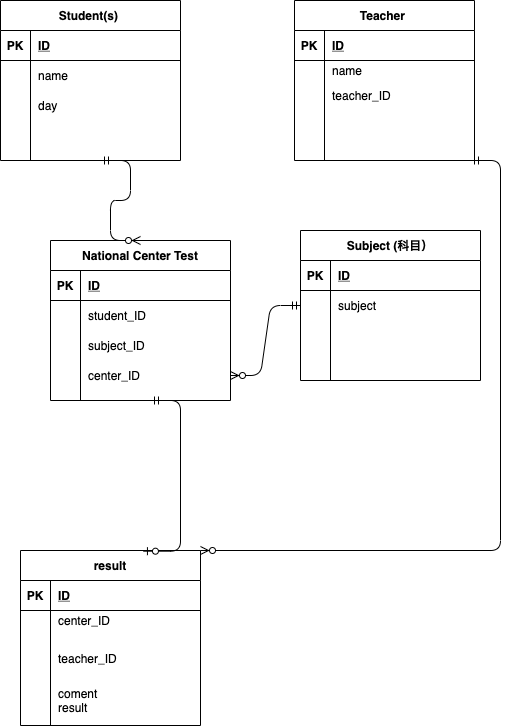 Student(s)
PK ID
name
day
Teacher
PK ID
name
teacher_ID
National Center Test
PK ID
student_ID
subject_ID
center_ID
Subject (科目）
PK ID
subject
result
PK ID
center_ID
teacher_ID
coment
result